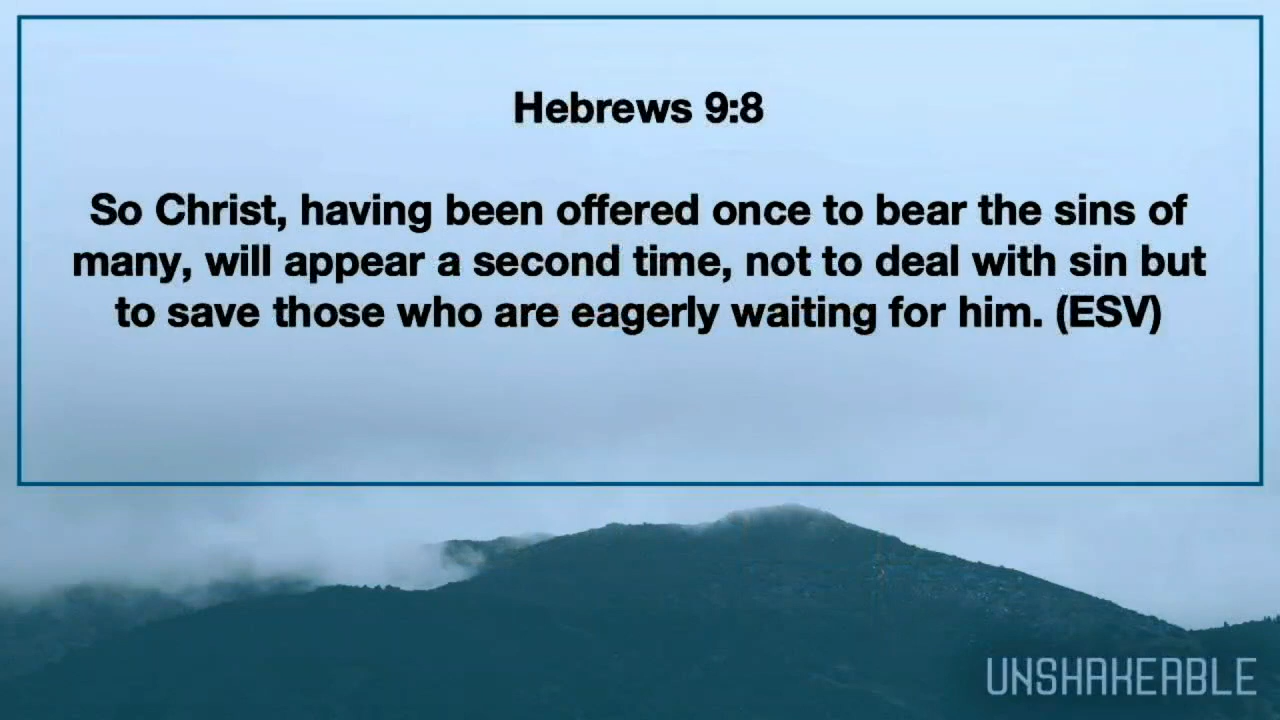 Hebrews 9:8
So Christ, having been offered once to bear the sins of
many, will appear a second time, not to deal with sin but
to save those who are eagerly waiting for him. (ESV)
UNSHAKEABLE